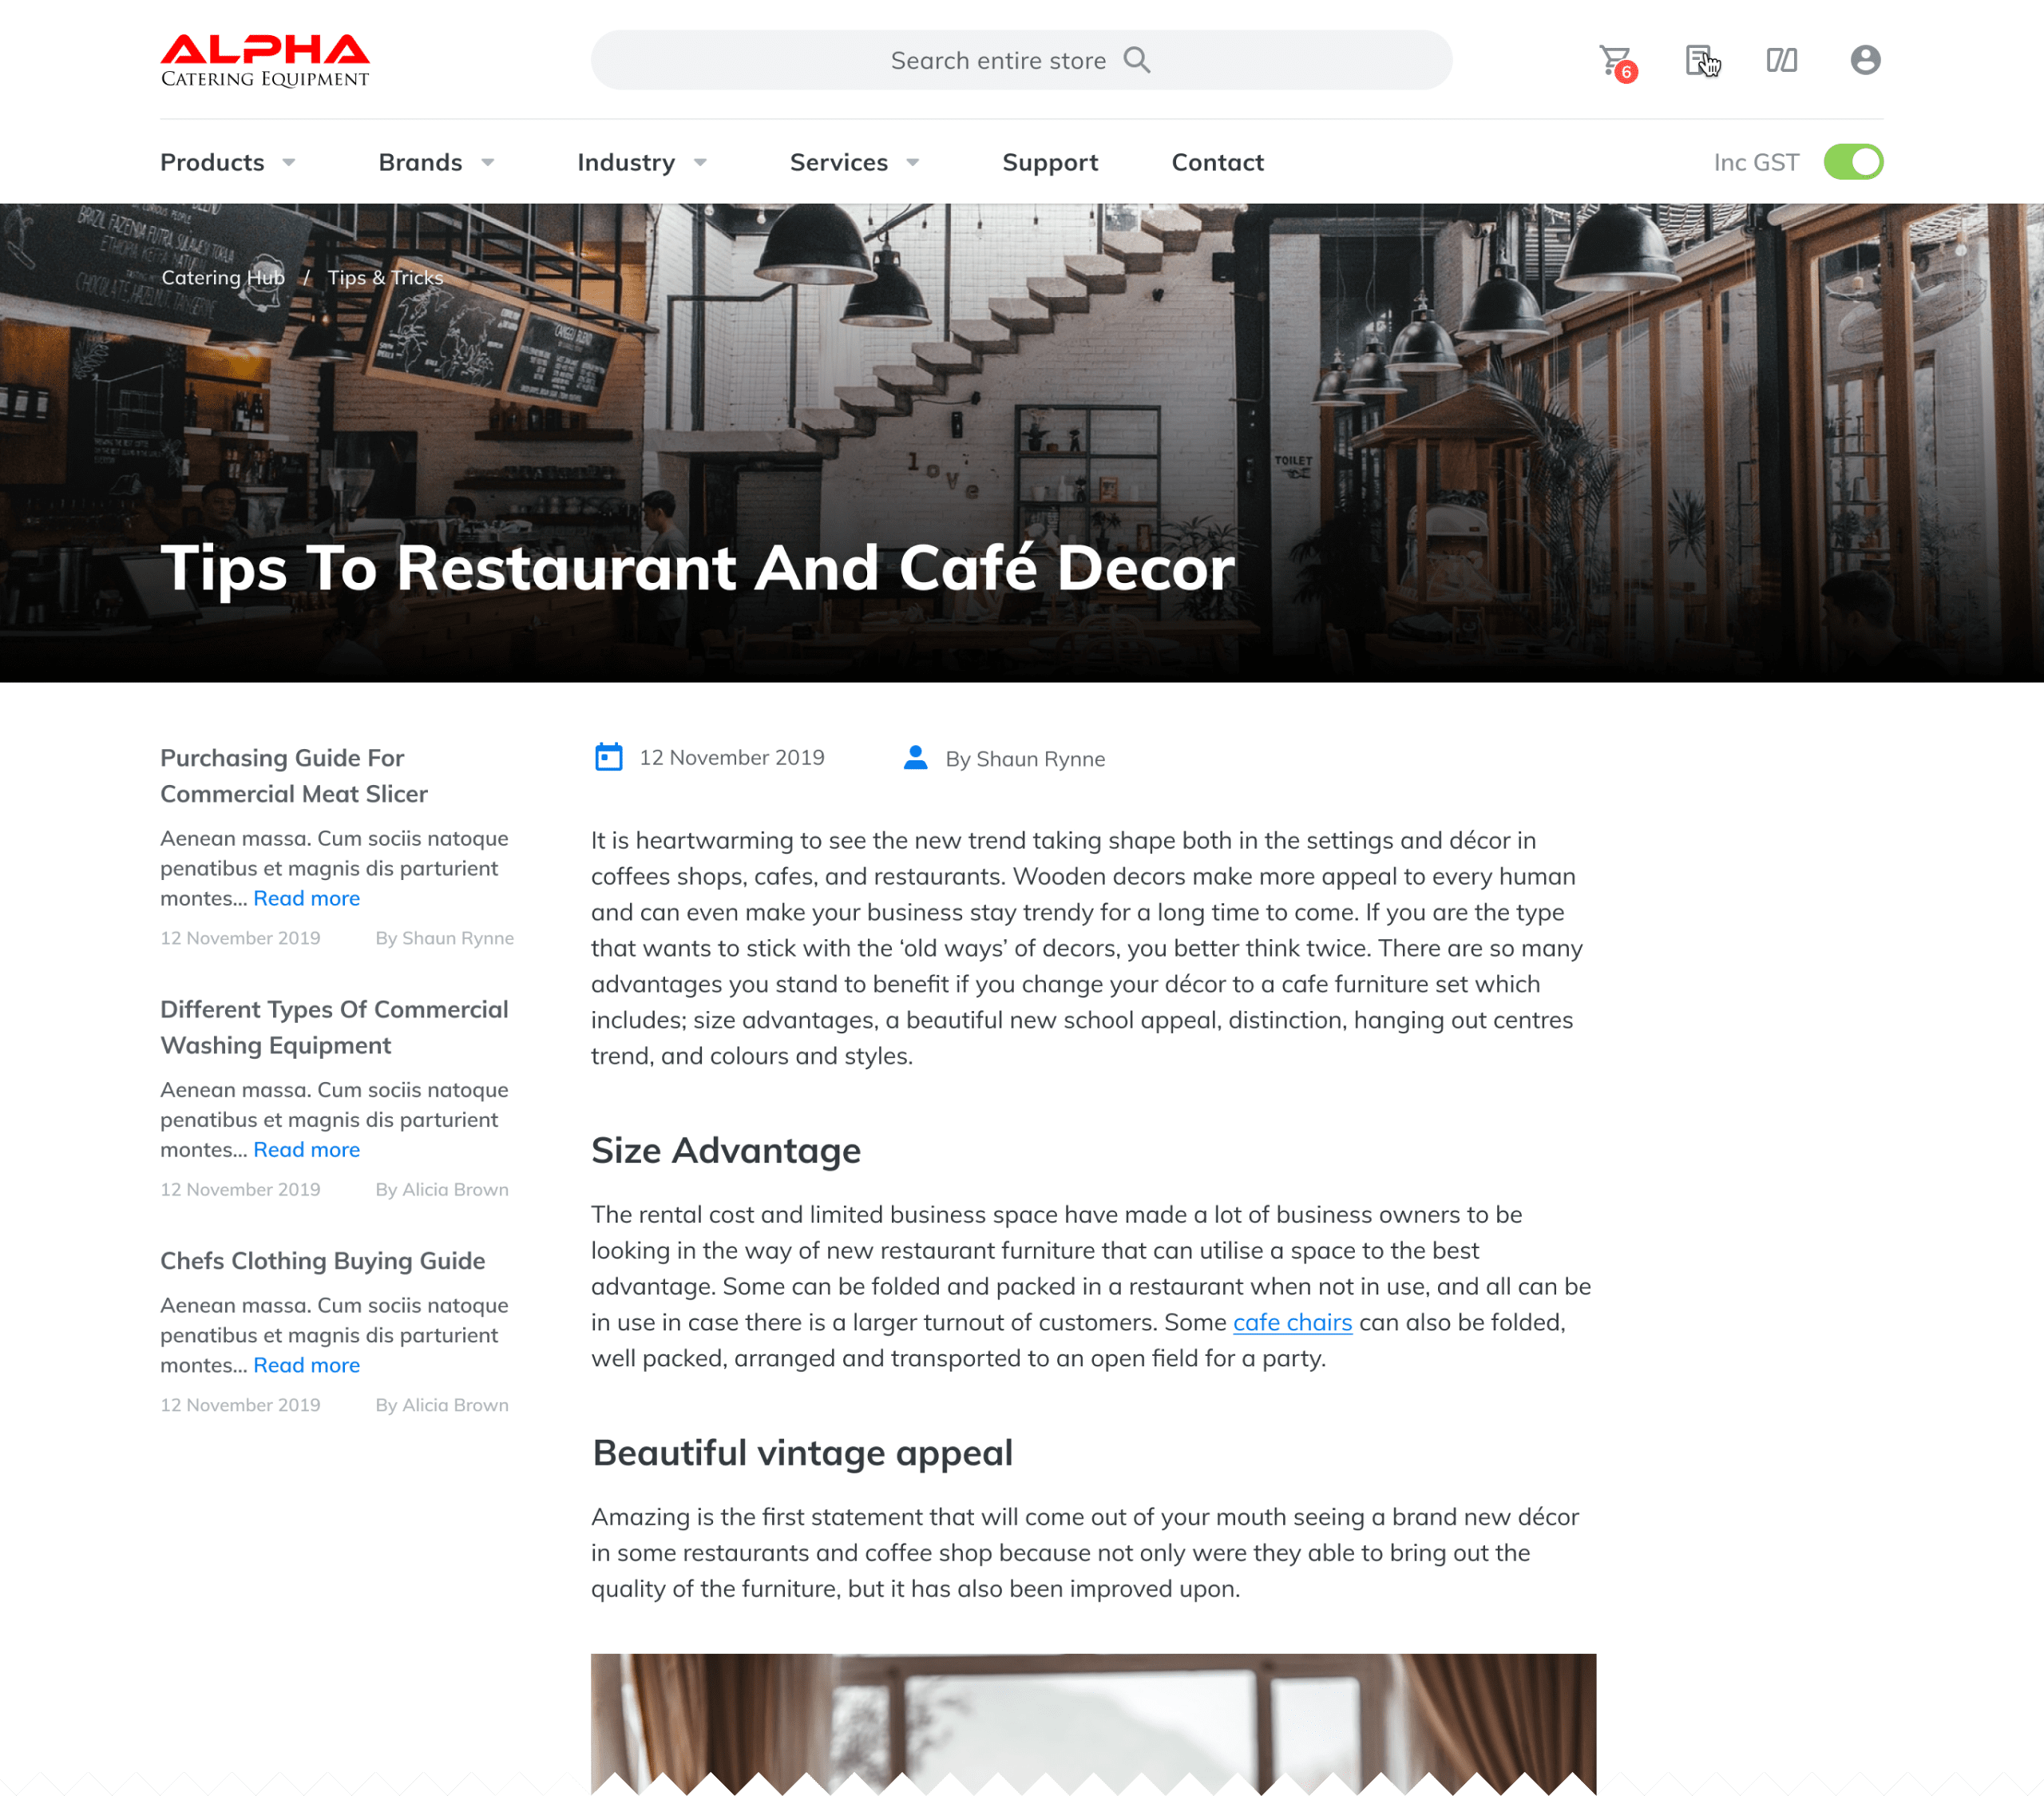 ALPHA
CATERING EQUIPMENT
Search entire store
6
Products
Brands
Industry
Services
Support
Contact
Inc GST
BRAZIL FAZENDA FUTRA, SULAWESI TORAJA
Catering Hub / Tips & Tricks
CANGGU BLEND
love
TOILET
Tips To Restaurant And Café Decor
Purchasing Guide For
Commercial Meat Slicer
Aenean massa. Cum sociis natoque
penatibus et magnis dis parturient
montes... Read more
12 November 2019 By Shaun Rynne
Different Types Of Commercial
Washing Equipment
Aenean massa. Cum sociis natoque
penatibus et magnis dis parturient
montes... Read more
12 November 2019 By Alicia Brown
Chefs Clothing Buying Guide
Aenean massa. Cum sociis natoque
penatibus et magnis dis parturient
montes... Read more
12 November 2019 By Alicia Brown
12 November 2019 By Shaun Rynne
It is heartwarming to see the new trend taking shape both in the settings and décor in
coffees shops, cafes, and restaurants. Wooden decors make more appeal to every human
and can even make your business stay trendy for a long time to come. If you are the type
that wants to stick with the ‘old ways’ of decors, you better think twice. There are so many
advantages you stand to benefit if you change your décor to a cafe furniture set which
includes; size advantages, a beautiful new school appeal, distinction, hanging out centres
trend, and colours and styles.
Size Advantage
The rental cost and limited business space have made a lot of business owners to be
looking in the way of new restaurant furniture that can utilise a space to the best
advantage. Some can be folded and packed in a restaurant when not in use, and all can be
in use in case there is a larger turnout of customers. Some cafe chairs can also be folded,
well packed, arranged and transported to an open field for a party.
Beautiful vintage appeal
Amazing is the first statement that will come out of your mouth seeing a brand new décor
in some restaurants and coffee shop because not only were they able to bring out the
quality of the furniture, but it has also been improved upon.